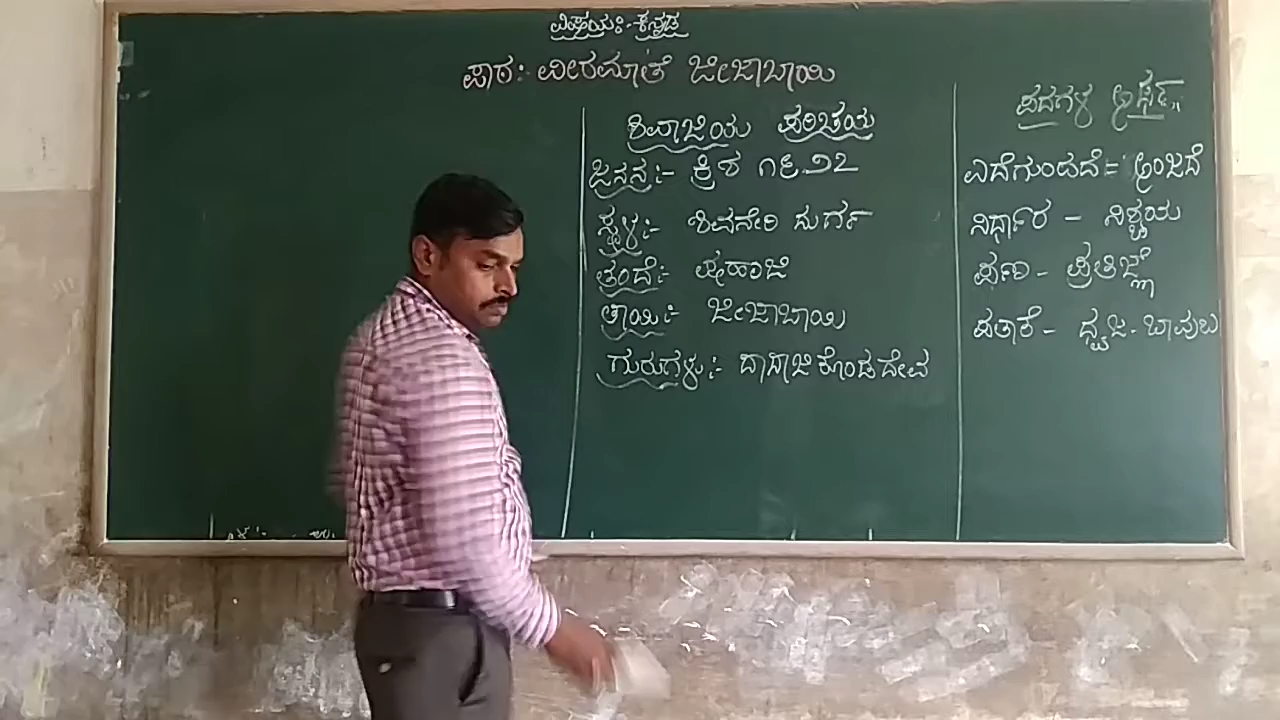 ವಿಷಯ:-ಕನ್ನಡ
ಪಾಠ: ವೀರಮಾತೆ ಜೀಜಾಬಾಯಿ
ಶಿವಾಜಿಯ ಪರಿಚಯ
ಜನನ:- ಕ್ರಿಶ ೧೬೨೭
ಸ್ಥಳ:- ಶಿವನೇರಿ ದುರ್ಗ
ತಂದೆ:- ಷಹಾಜಿ
ತಾಯಿ:- ಜೀಜಾಬಾಯಿ
ಗುರುಗಳು:- ದಾದಾಜಿ ಕೊಂಡದೇವ
ಪದಗಳ ಅರ್ಥ
ಎದೆಗುಂದದೆ= ಅಂಜದೆ
ನಿರ್ಧಾರ - ನಿಶ್ಚಯ
ಪಣ - ಪ್ರತಿಜ್ಞೆ
ಪತಾಕೆ - ಧ್ವಜ. ಬಾವುಟ